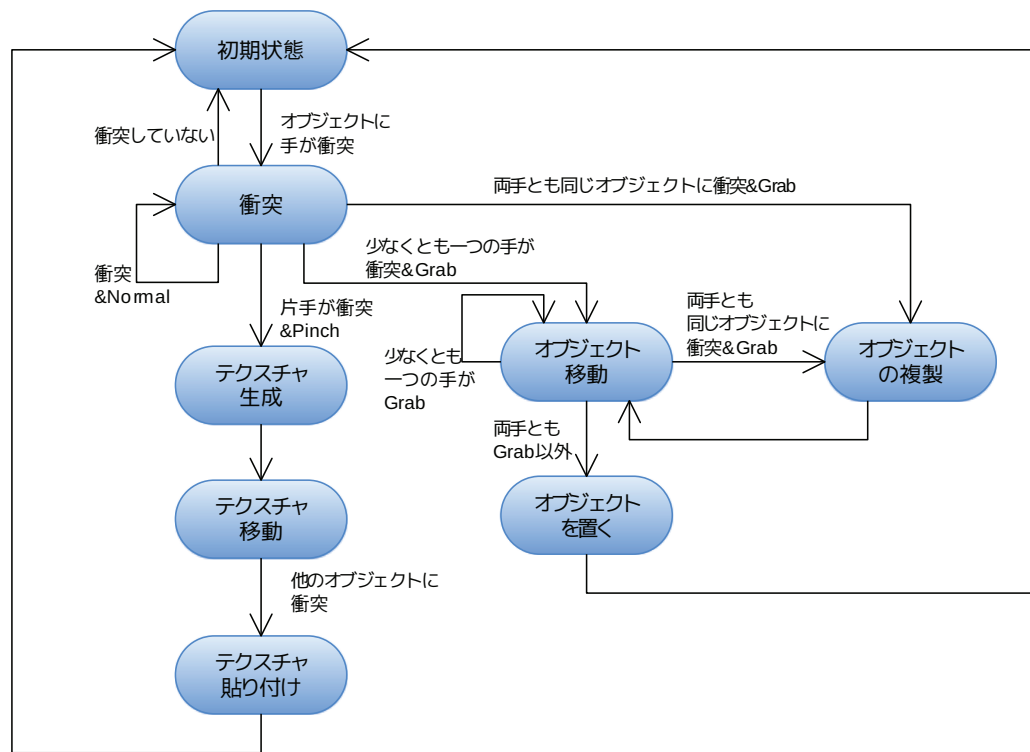 初期状態
衝突していない
オブジェクトに
手が衝突
衝突
両手とも同じオブジェクトに衝突&Grab
少なくとも一つの手が
衝突&Grab
衝突
&Normal
片手が衝突
&Pinch
両手とも
同じオブジェクトに
衝突&Grab
少なくとも
一つの手が
Grab
オブジェクト
移動
オブジェクト
の複製
テクスチャ
生成
両手とも
Grab以外
テクスチャ
移動
オブジェクト
を置く
他のオブジェクトに
衝突
テクスチャ
貼り付け